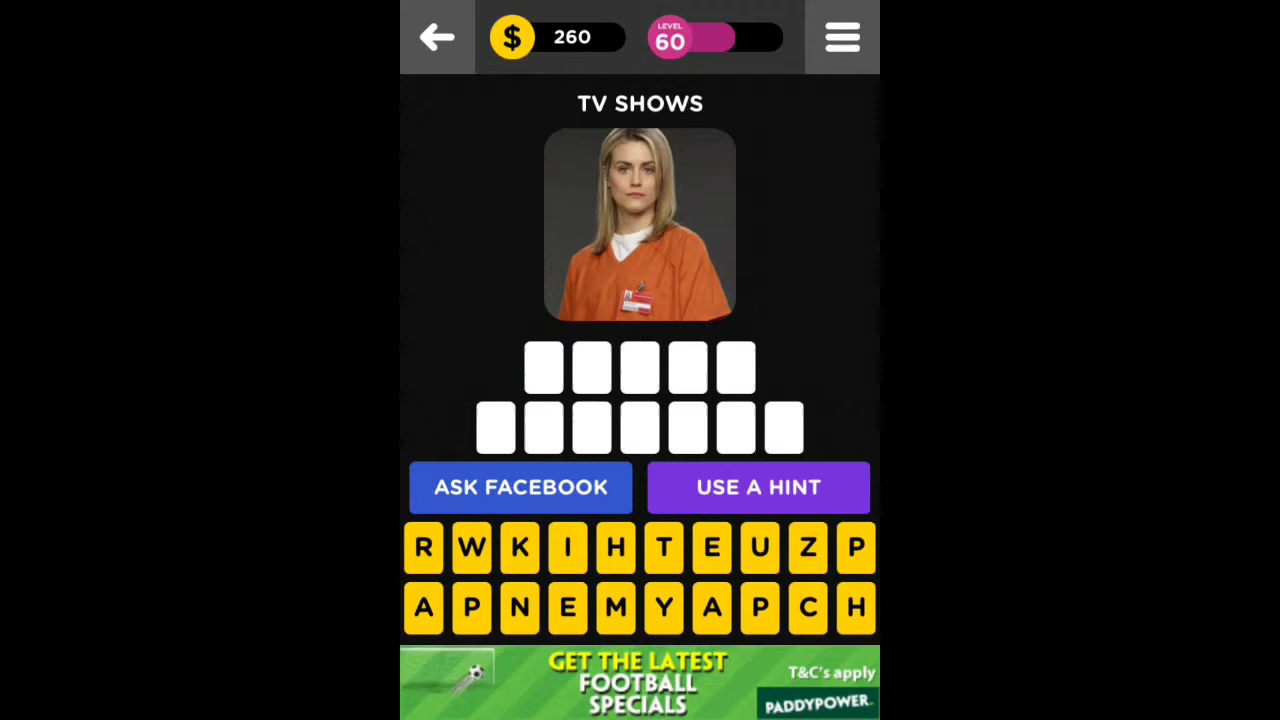 $ 260 LEVEL 60
TV SHOWS
ASK FACEBOOK USE A HINT
R W K I H T E U Z P
A P N E M Y A P C H
GET THE LATEST
FOOTBALL
SPECIALS
T&C's apply
PADDYPOWER.